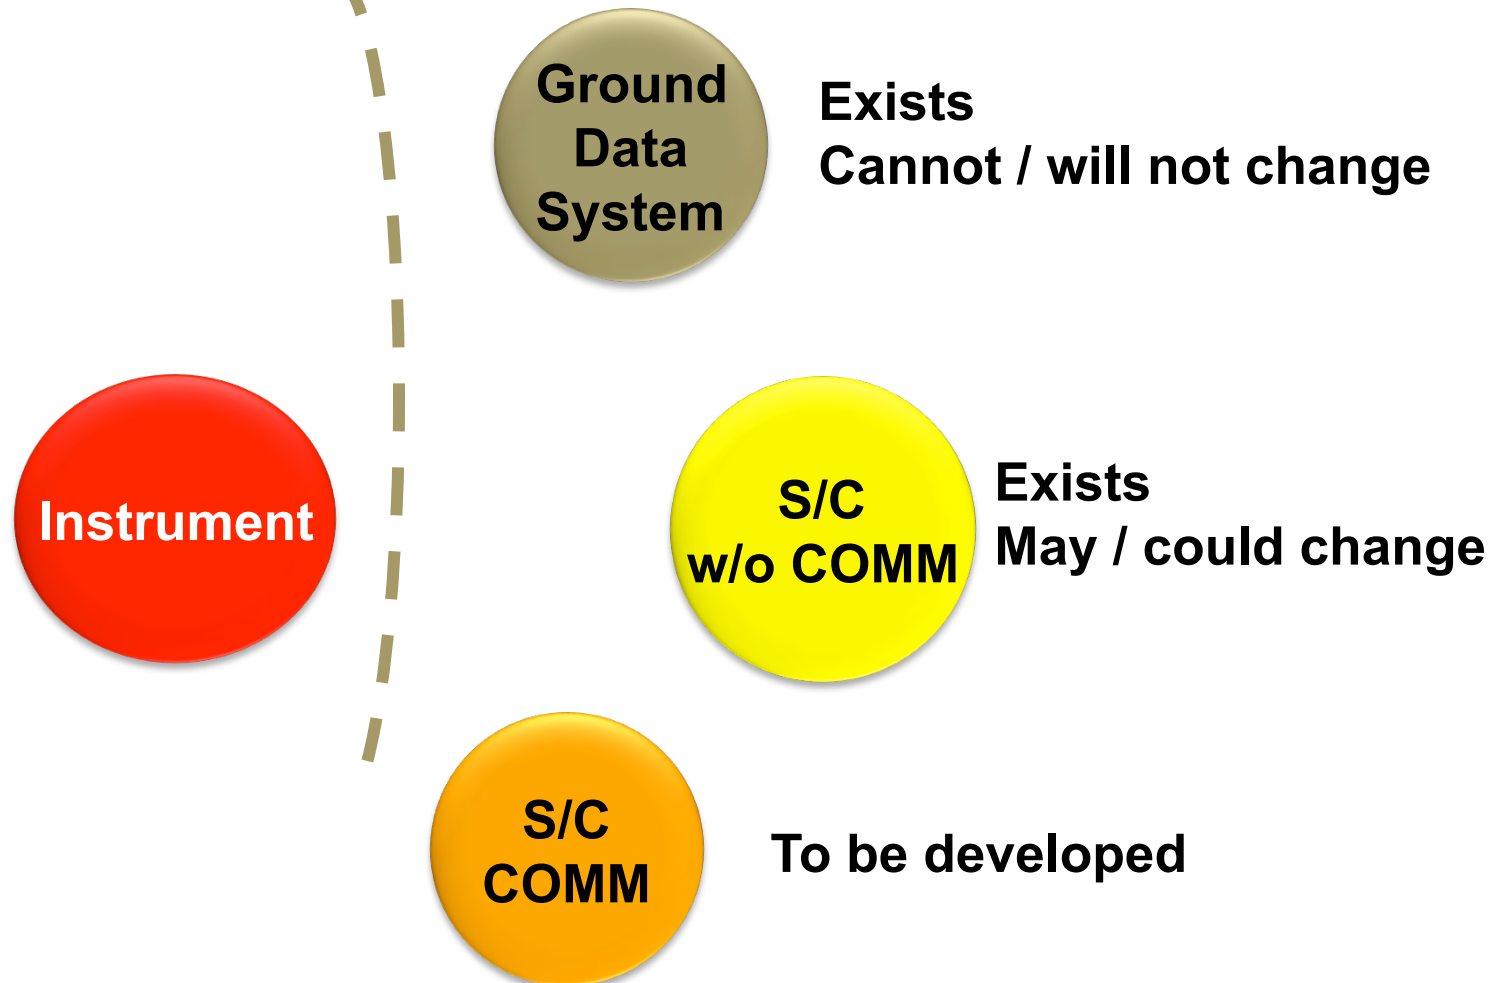 Ground
Data
System
Exists
Cannot / will not change
Instrument
S/C
w/o COMM
Exists
May / could change
S/C
COMM
To be developed